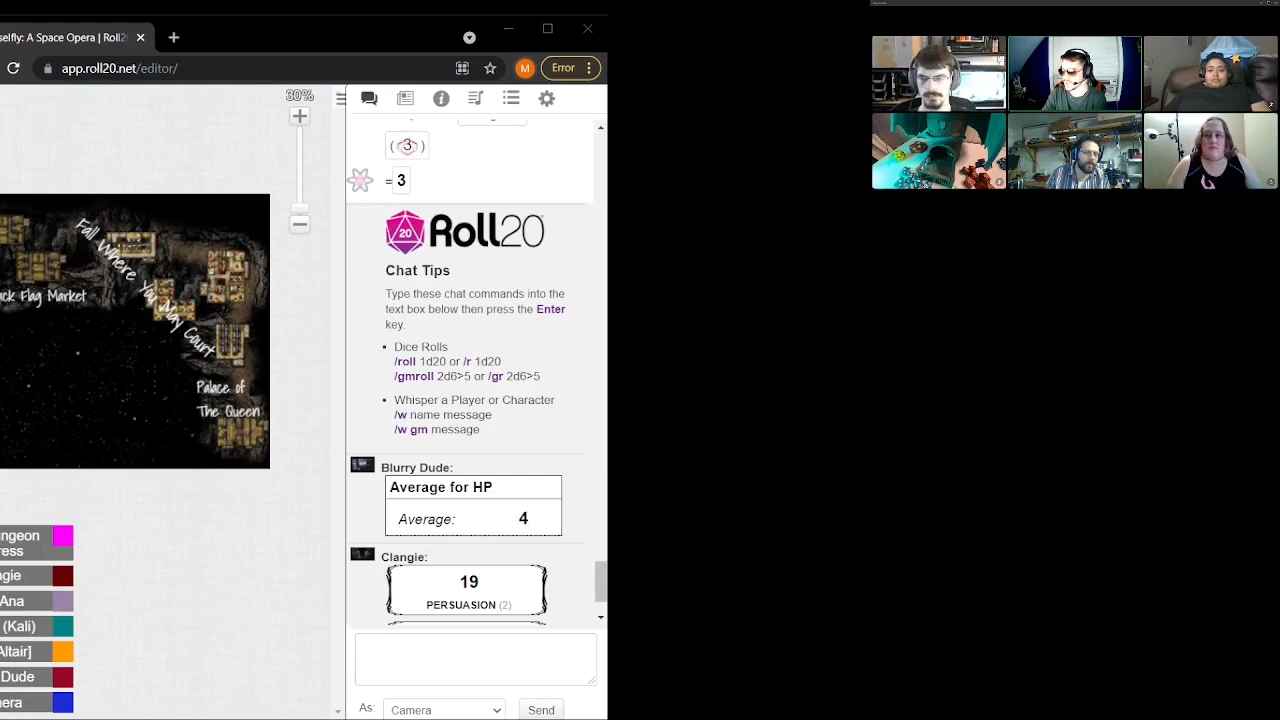 selfly: A Space Opera | Roll20
app.roll20.net/editor/
M
Error
30%
(3)
=3
Fall Where You May Court
ck Flag Market
Palace of
The Queen
20
Roll20
Chat Tips
Type these chat commands into the
text box below then press the Enter
key.
Dice Rolls
/roll 1d20 or /r 1d20
/gmroll 2d6>5 or /gr 2d6>5
Whisper a Player or Character
/w name message
/w gm message
Blurry Dude:
Average for HP
Average: 4
Clangie:
19
PERSUASION (2)
ngeon
ress
ngie
Ana
(Kali)
Altair]
Dude
era
As: Camera
Send